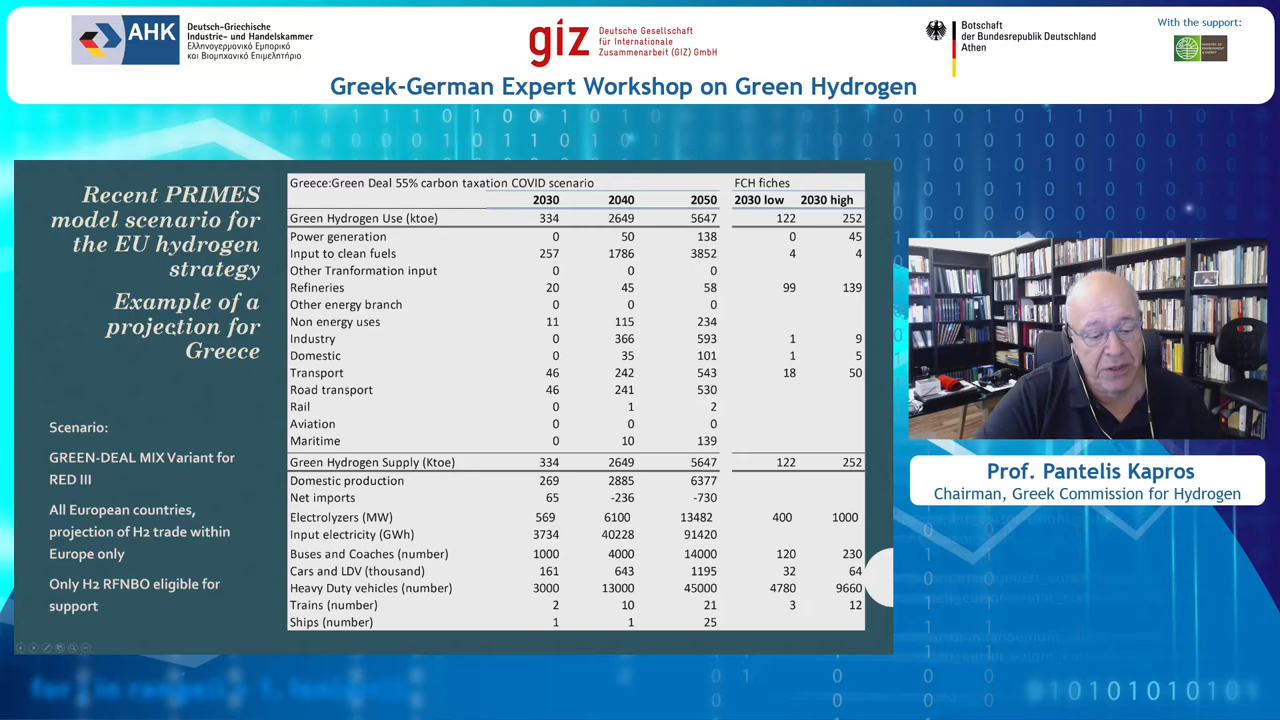 AHK
Deutsch-Griechische
Industrie- und Handelskammer
Ελληνογερμανικό Εμπορικό
και Βιομηχανικό Επιμελητήριο
giz
Deutsche Gesellschaft
für Internationale
Zusammenarbeit (GIZ) GmbH
Botschaft
der Bundesrepublik Deutschland
Athen
With the support:
Greek-German Expert Workshop on Green Hydrogen
Recent PRIMES
model scenario for
the EU hydrogen
strategy
Example of a
projection for
Greece
Scenario:
GREEN-DEAL MIX Variant for
RED III
All European countries,
projection of H2 trade within
Europe only
Only H2 RFNBO eligible for
support
Greece:Green Deal 55% carbon taxation COVID scenario FCH fiches
2030 2040 2050 2030 low 2030 high
Green Hydrogen Use (ktoe) 334 2649 5647 122 252
Power generation 0 50 138 0 45
Input to clean fuels 257 1786 3852 4 4
Other Tranformation input 0 0 0
Refineries 20 45 58 99 139
Other energy branch 0 0 0
Non energy uses 11 115 234
Industry 0 366 593 1 9
Domestic 0 35 101 1 5
Transport 46 242 543 18 50
Road transport 46 241 530
Rail 0 1 2
Aviation 0 0 0
Maritime 0 10 139
Green Hydrogen Supply (Ktoe) 334 2649 5647 122 252
Domestic production 269 2885 6377
Net imports 65 -236 -730
Electrolyzers (MW) 569 6100 13482 400 1000
Input electricity (GWh) 3734 40228 91420
Buses and Coaches (number) 1000 4000 14000 120 230
Cars and LDV (thousand) 161 643 1195 32 64
Heavy Duty vehicles (number) 3000 13000 45000 4780 9660
Trains (number) 2 10 21 3 12
Ships (number) 1 1 25
Prof. Pantelis Kapros
Chairman, Greek Commission for Hydrogen